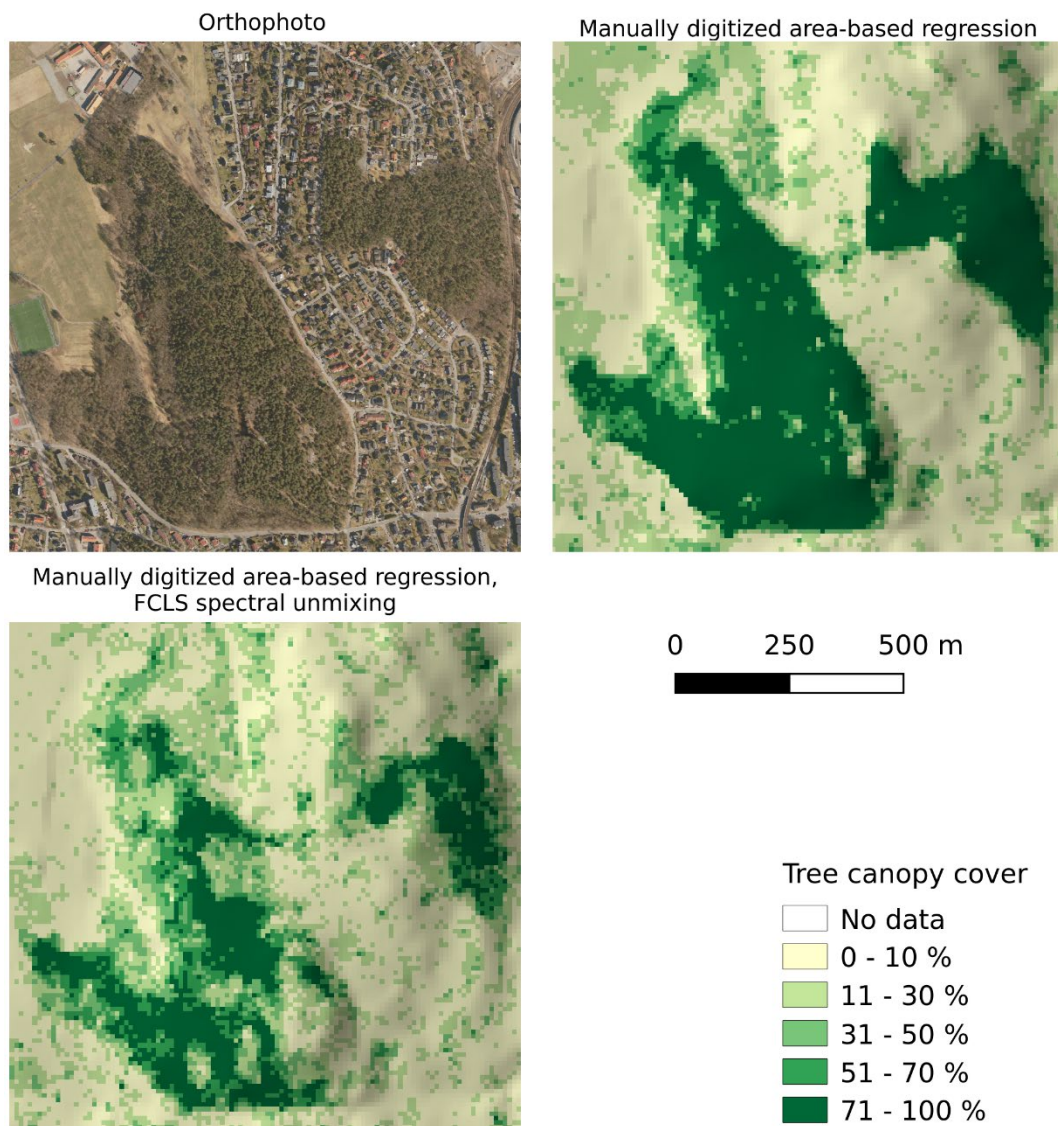 Orthophoto
Manually digitized area-based regression
Manually digitized area-based regression,
FCLS spectral unmixing
0 250 500 m
Tree canopy cover
No data
0 - 10 %
11 - 30 %
31 - 50 %
51 - 70 %
71 - 100 %